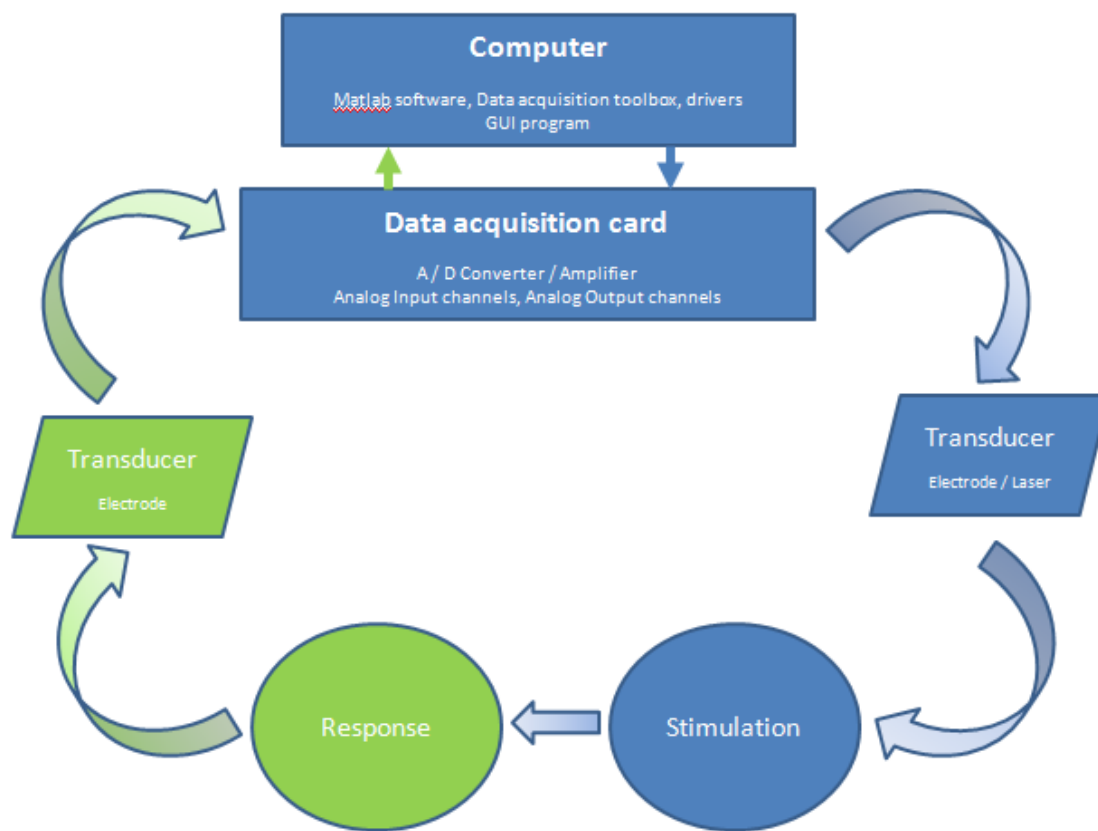 Computer
Matlab software, Data acquisition toolbox, drivers
GUI program
Data acquisition card
A / D Converter / Amplifier
Analog Input channels, Analog Output channels
Transducer
Electrode
Transducer
Electrode / Laser
Response
Stimulation